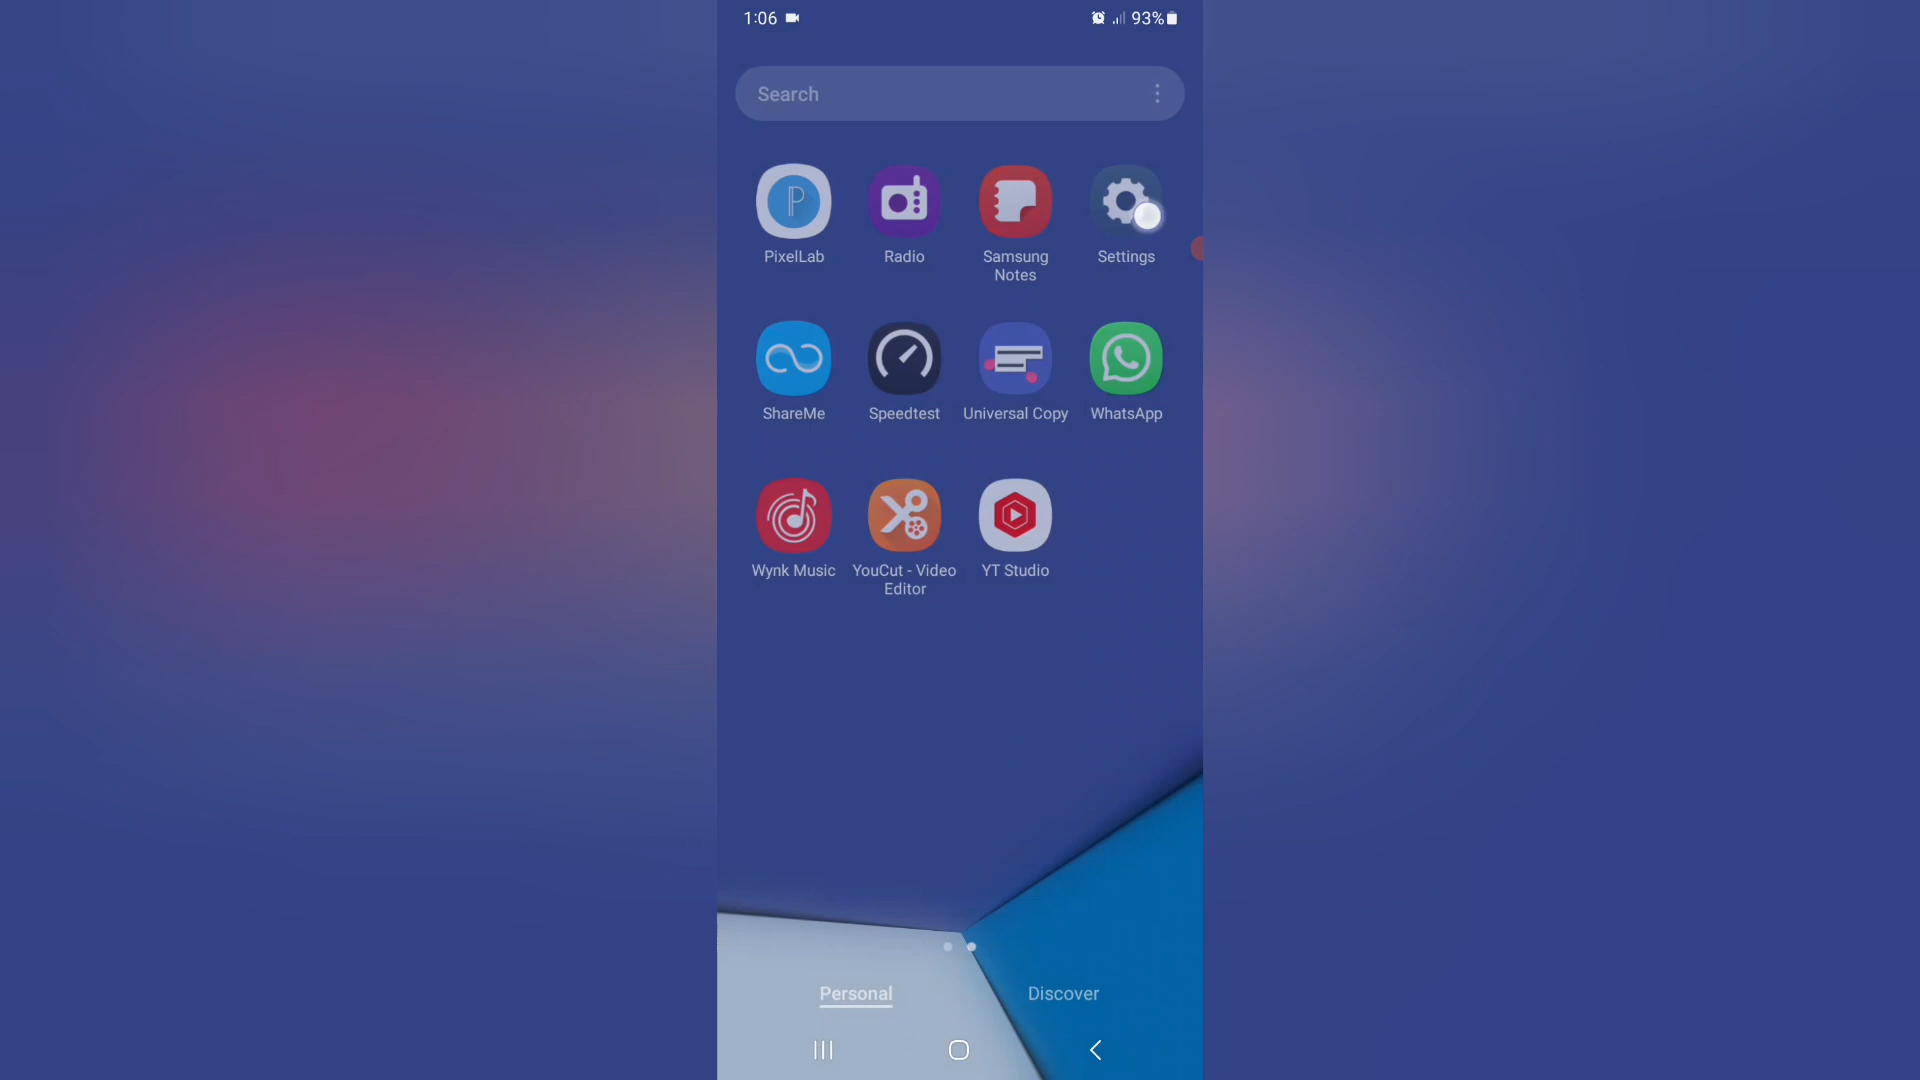 1:06 93%
Search
PixelLab Radio Samsung Settings
Notes
ShareMe Speedtest Universal Copy WhatsApp
Wynk Music YouCut - Video YT Studio
Editor
Personal Discover